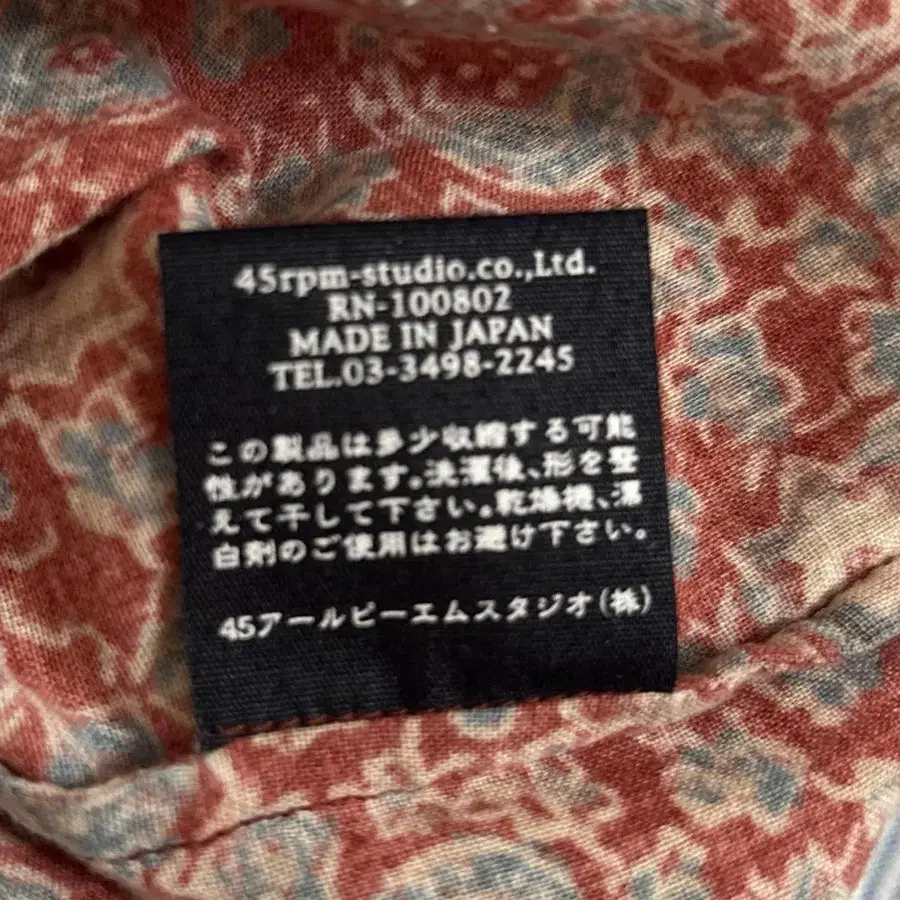 45rpm-studio.co.,Ltd.
RN-100802
MADE IN JAPAN
TEL.03-3498-2245
この製品は多少収縮する可能
性があります。洗濯後、形を整
えて干して下さい。乾燥機、漂
白剤のご使用はお避け下さい。
45アールピーエムスタジオ(株)